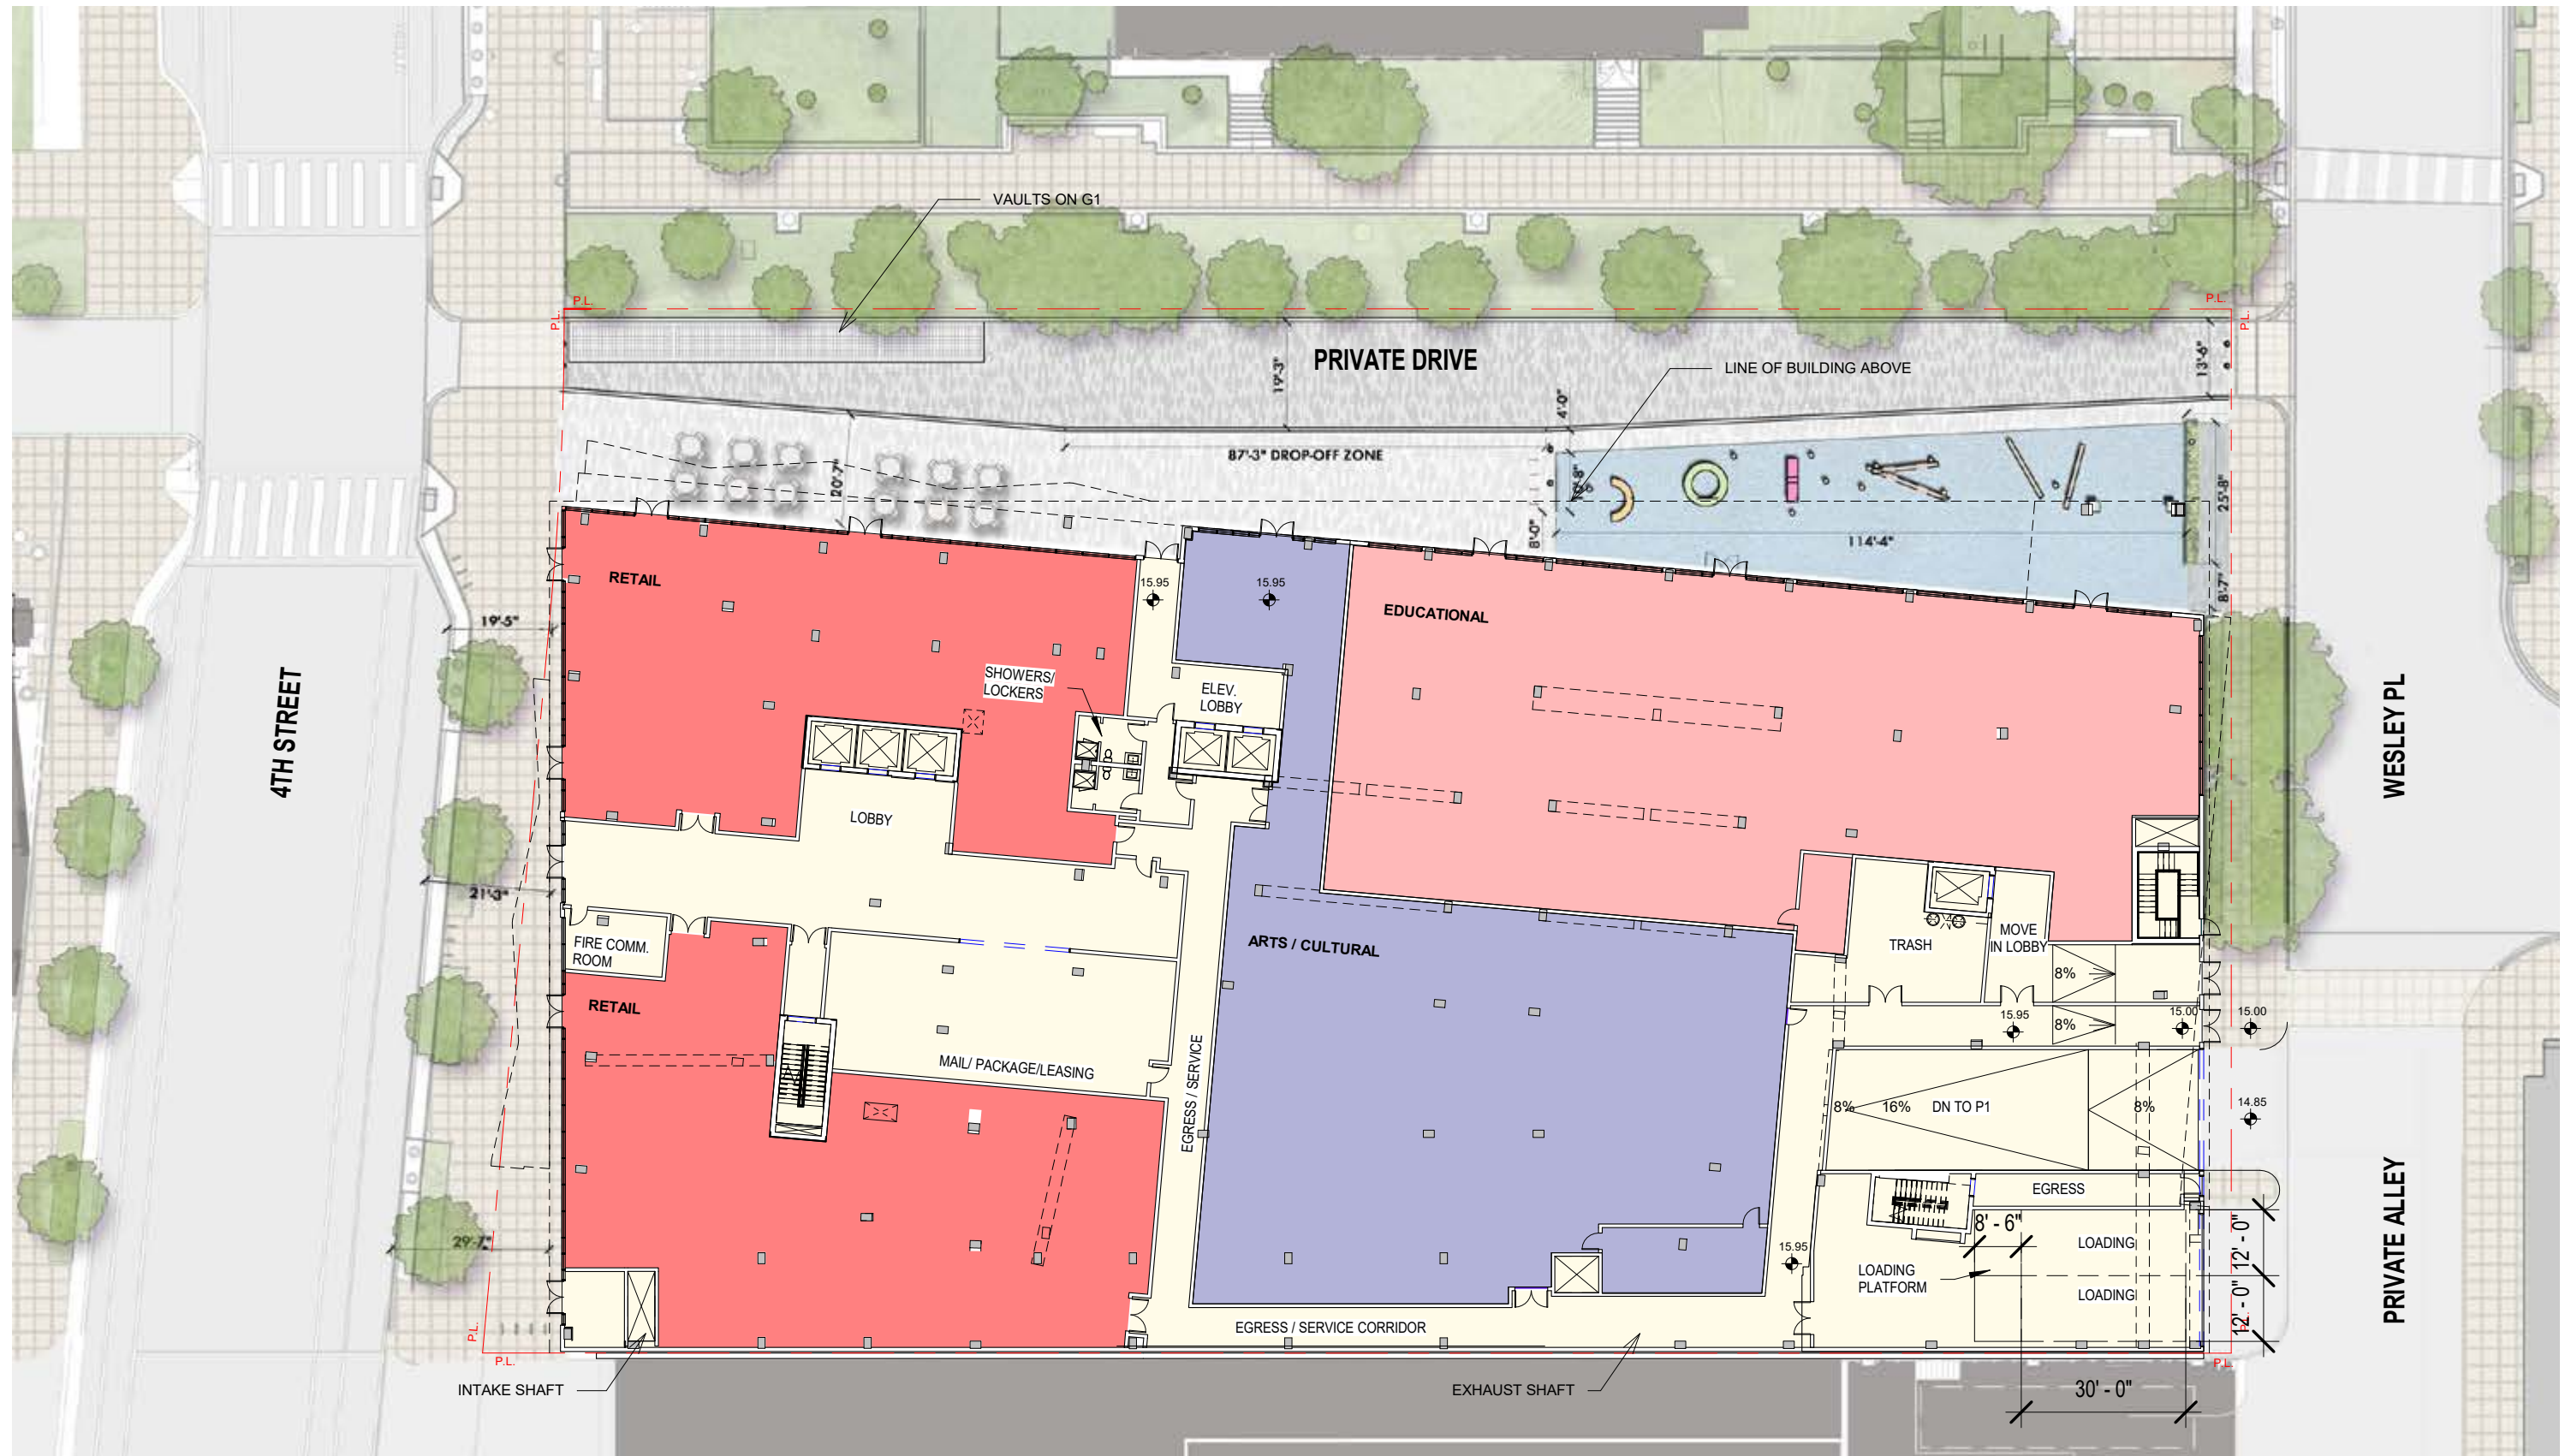 VAULTS ON G1
P.L.
P.L.
P.L.
P.L.
PRIVATE DRIVE
LINE OF BUILDING ABOVE
19'-3"
13'-6"
4'-0"
87'-3" DROP-OFF ZONE
20'-7"
25'-8"
8'-0"
114'-4"
8'-7"
RETAIL
15.95
15.95
EDUCATIONAL
19'-5"
SHOWERS/
LOCKERS
ELEV.
LOBBY
4TH STREET
WESLEY PL
LOBBY
21'-3"
FIRE COMM.
ROOM
ARTS / CULTURAL
TRASH
MOVE
IN LOBBY
8%
RETAIL
15.95
8%
15.00
15.00
MAIL/ PACKAGE/LEASING
EGRESS / SERVICE
8%
16%
DN TO P1
8%
14.85
EGRESS
PRIVATE ALLEY
29'-7"
8' - 6"
15.95
LOADING
12' - 0"
LOADING
PLATFORM
LOADING
12' - 0"
EGRESS / SERVICE CORRIDOR
P.L.
P.L.
P.L.
P.L.
INTAKE SHAFT
EXHAUST SHAFT
30' - 0"